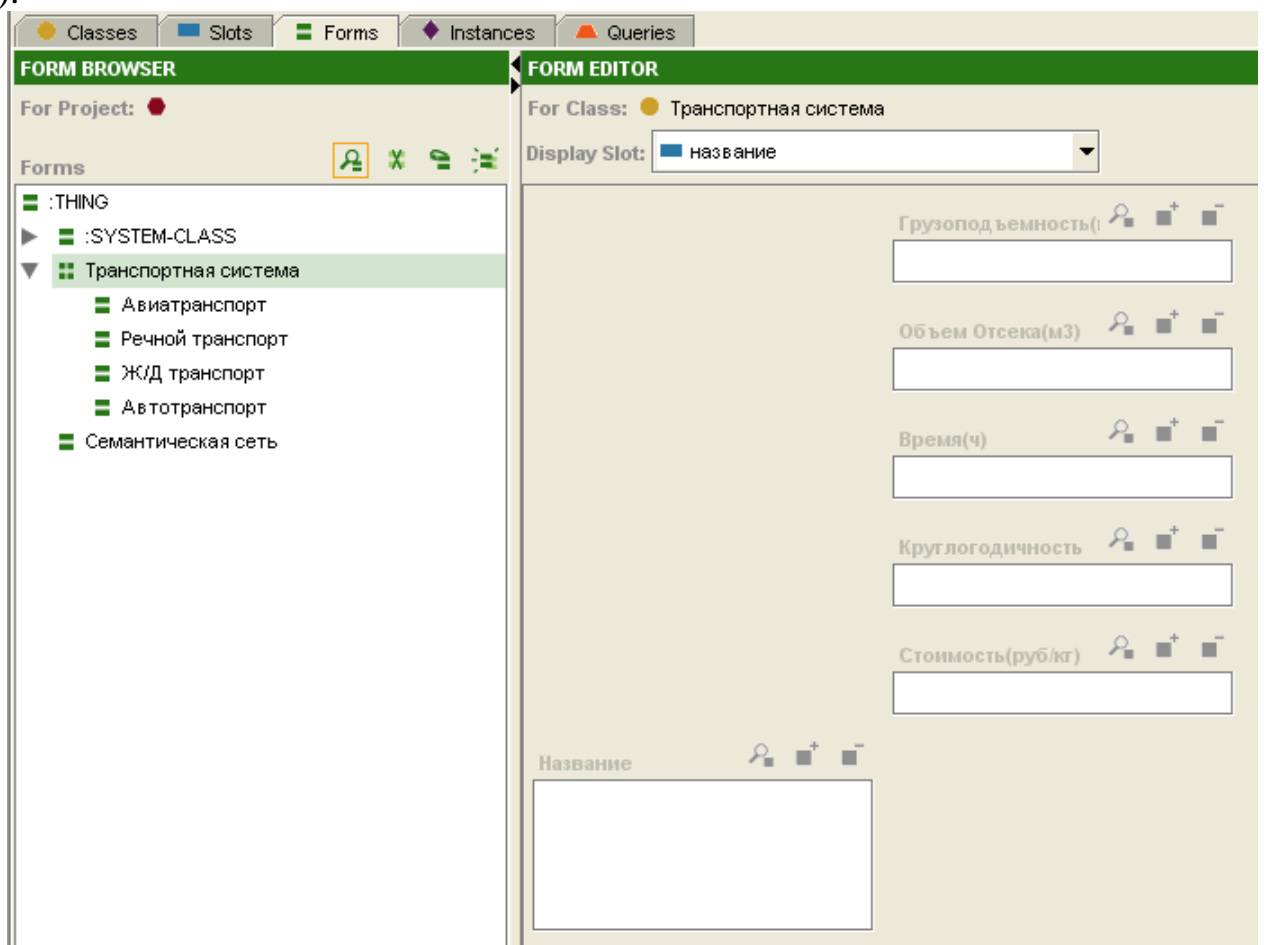 ).
Classes Slots Forms Instances Queries
FORM BROWSER
For Project:
Forms
:THING
:SYSTEM-CLASS
Транспортная система
Авиатранспорт
Речной транспорт
Ж/Д транспорт
Автотранспорт
Семантическая сеть
FORM EDITOR
For Class: Транспортная система
Display Slot: название
Грузоподъемность(
Объем Отсека(м3)
Время(ч)
Круглогодичность
Стоимость(руб/кг)
Название